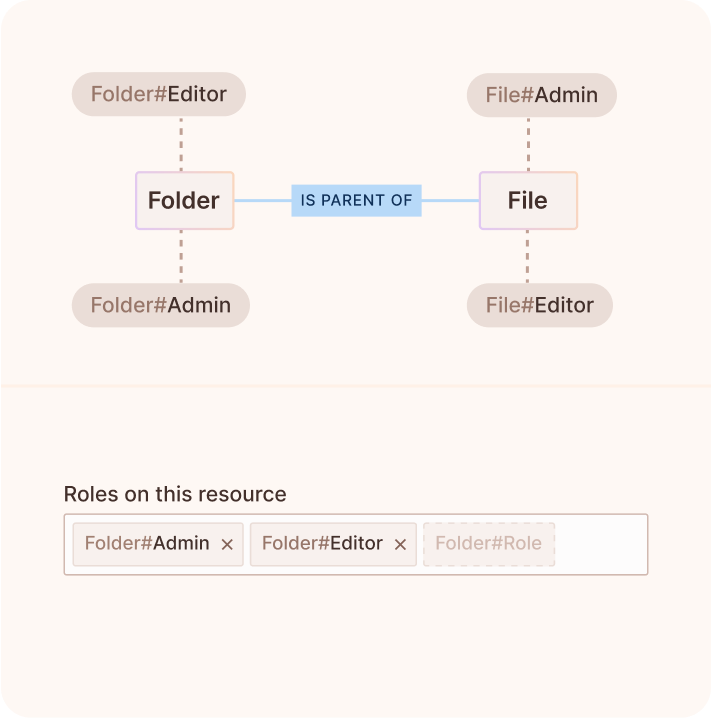 Folder#Editor
File#Admin
Folder
IS PARENT OF
File
Folder#Admin
File#Editor
Roles on this resource
Folder#Admin ×
Folder#Editor ×
Folder#Role